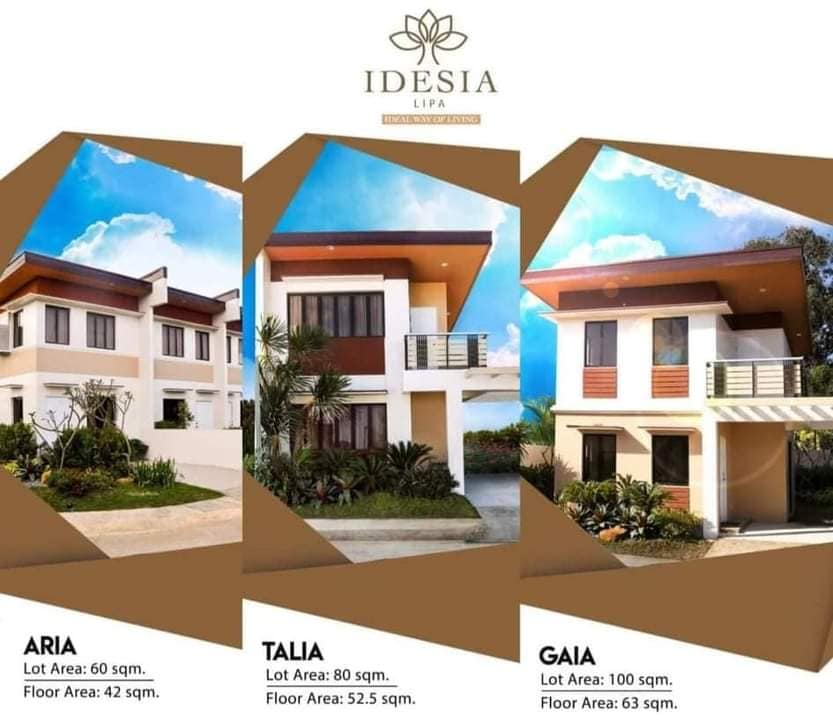 IDESIA
LIPA
IDEAL WAY OF LIVING
ARIA
Lot Area: 60 sqm.
Floor Area: 42 sqm.
TALIA
Lot Area: 80 sqm.
Floor Area: 52.5 sqm.
GAIA
Lot Area: 100 sqm.
Floor Area: 63 sqm.